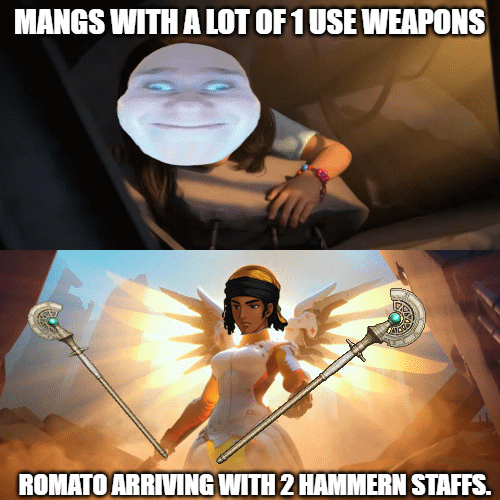 MANGS WITH A LOT OF 1 USE WEAPONS
ROMATO ARRIVING WITH 2 HAMMERN STAFFS.